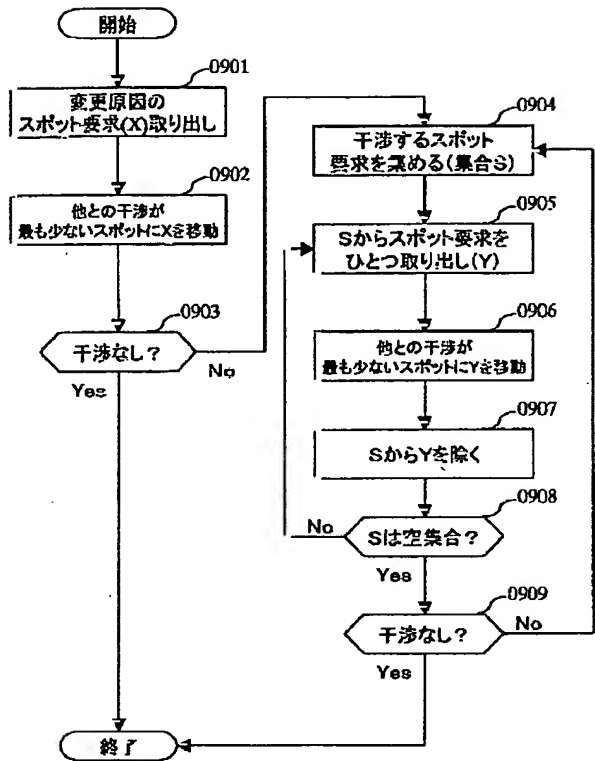 開始
0901
変更原因の
スポット要求(X)取り出し
0902
他との干渉が
最も少ないスポットにXを移動
0903
干渉なし?
No
Yes
0904
干渉するスポット
要求を集める(集合S)
0905
Sからスポット要求を
ひとつ取り出し(Y)
0906
他との干渉が
最も少ないスポットにYを移動
0907
SからYを除く
0908
Sは空集合?
No
Yes
0909
干渉なし?
No
Yes
終了